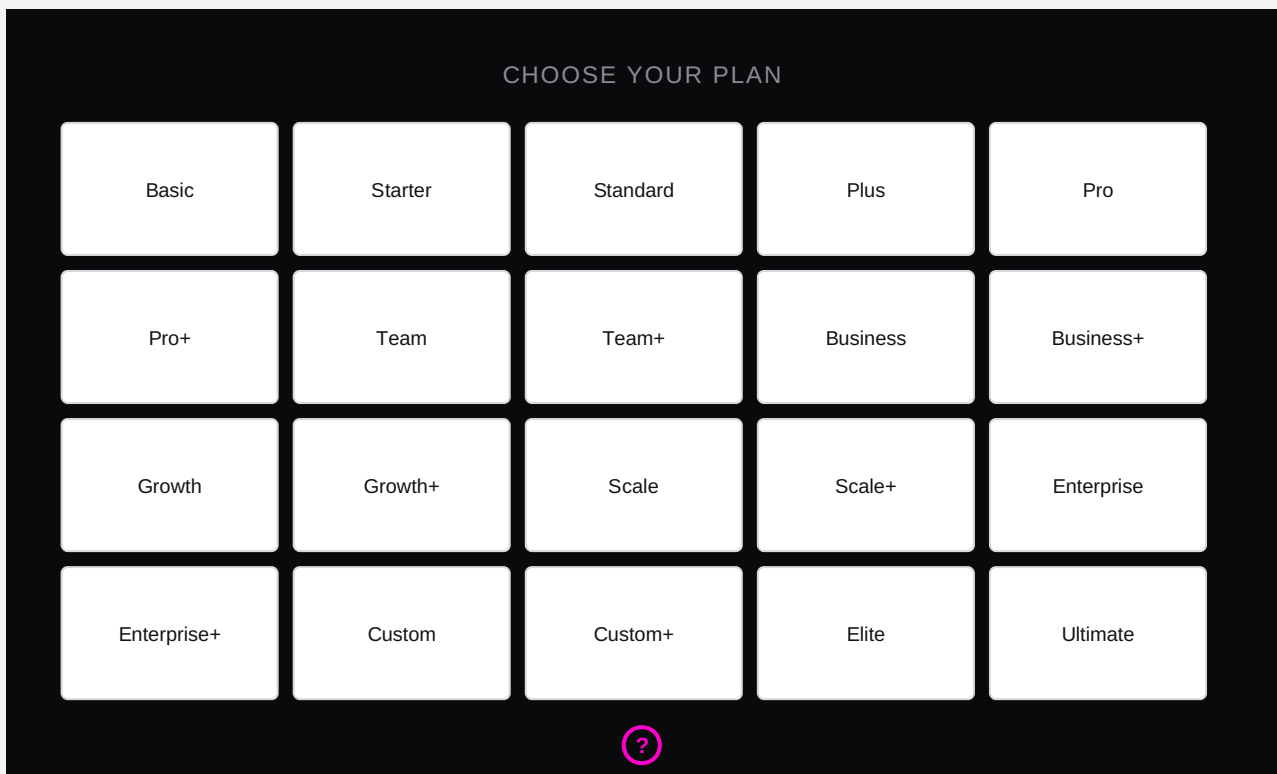 CHOOSE YOUR PLAN
Basic
Starter
Standard
Plus
Pro
Pro+
Team
Team+
Business
Business+
Growth
Growth+
Scale
Scale+
Enterprise
Enterprise+
Custom
Custom+
Elite
Ultimate
?